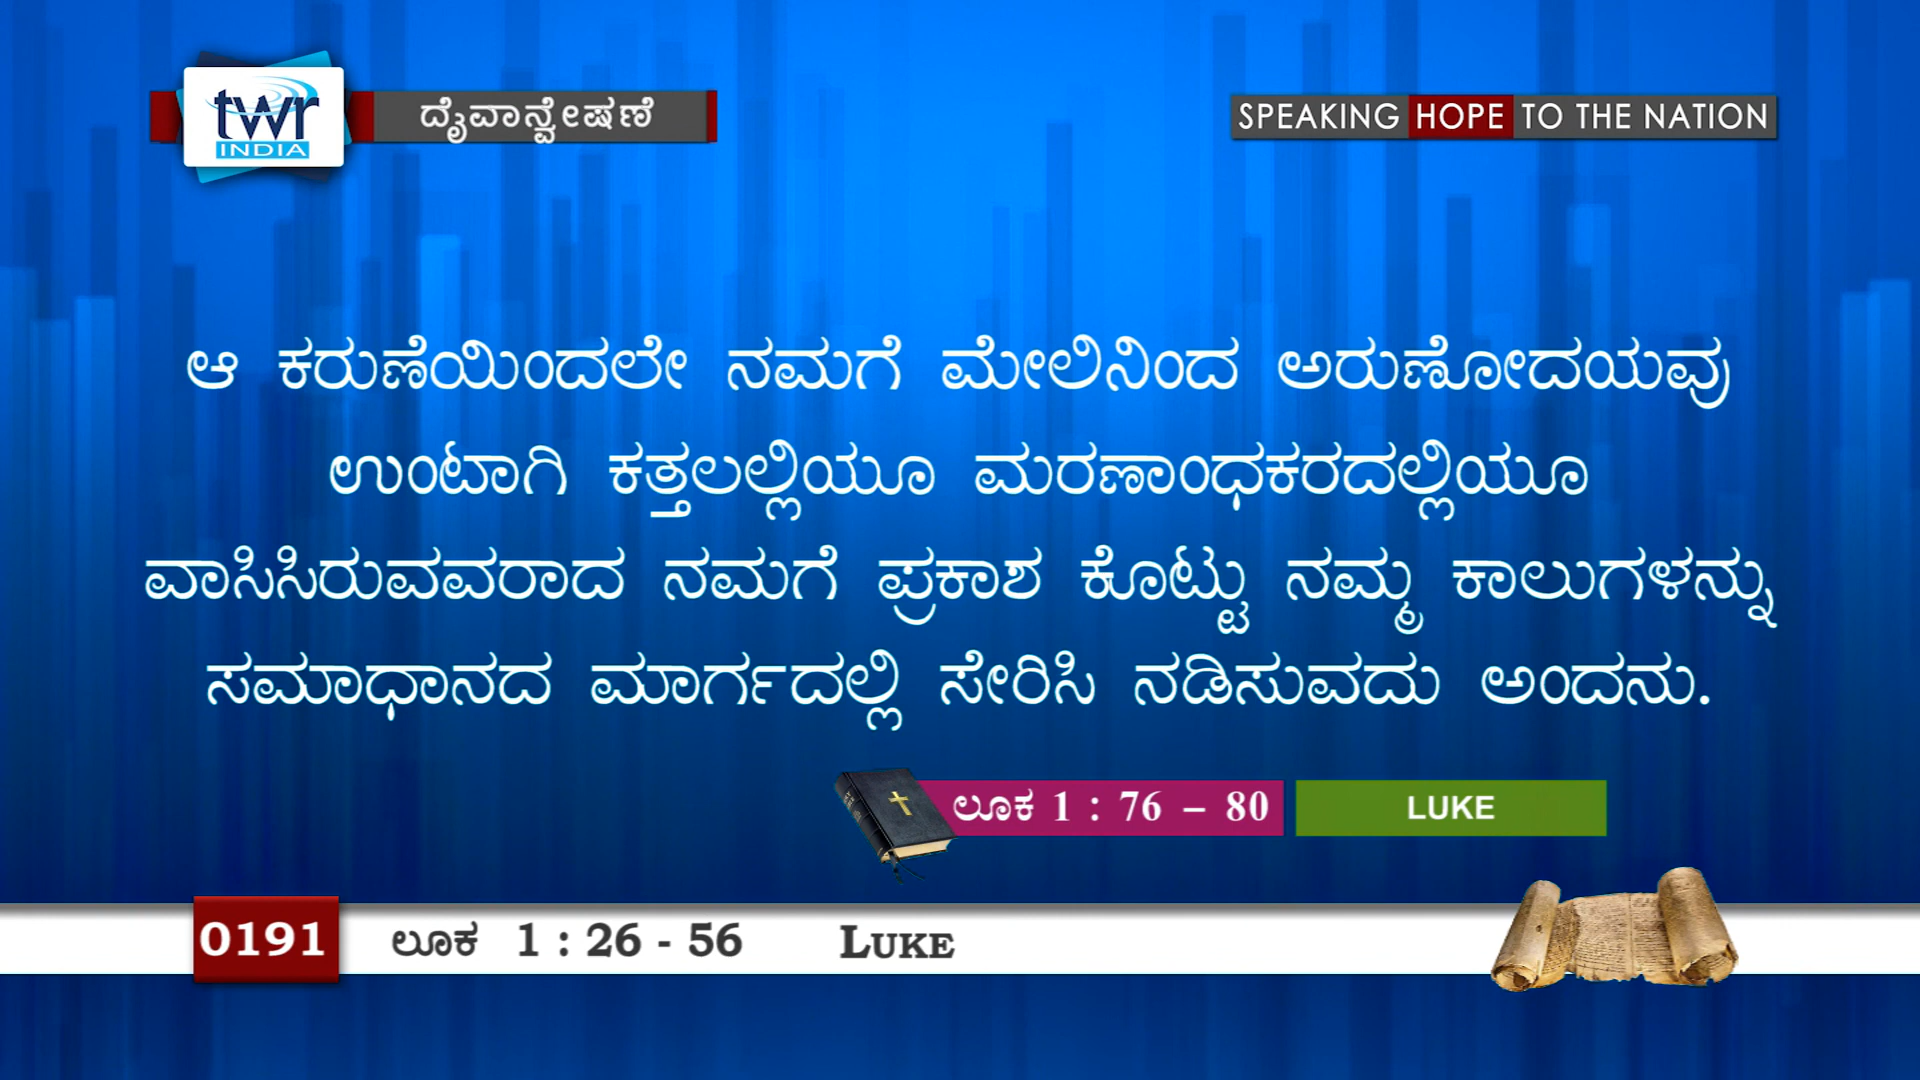 twr
INDIA
ದೈವಾನ್ವೇಷಣೆ
SPEAKING HOPE TO THE NATION
ಆ ಕರುಣೆಯಿಂದಲೇ ನಮಗೆ ಮೇಲಿನಿಂದ ಅರುಣೋದಯವು
ಉಂಟಾಗಿ ಕತ್ತಲಲ್ಲಿಯೂ ಮರಣಾಂಧಕರದಲ್ಲಿಯೂ
ವಾಸಿಸಿರುವವರಾದ ನಮಗೆ ಪ್ರಕಾಶ ಕೊಟ್ಟು ನಮ್ಮ ಕಾಲುಗಳನ್ನು
ಸಮಾಧಾನದ ಮಾರ್ಗದಲ್ಲಿ ಸೇರಿಸಿ ನಡಿಸುವದು ಅಂದನು.
ಲೂಕ 1 : 76 – 80 LUKE
0191 ಲೂಕ 1 : 26 - 56 LUKE